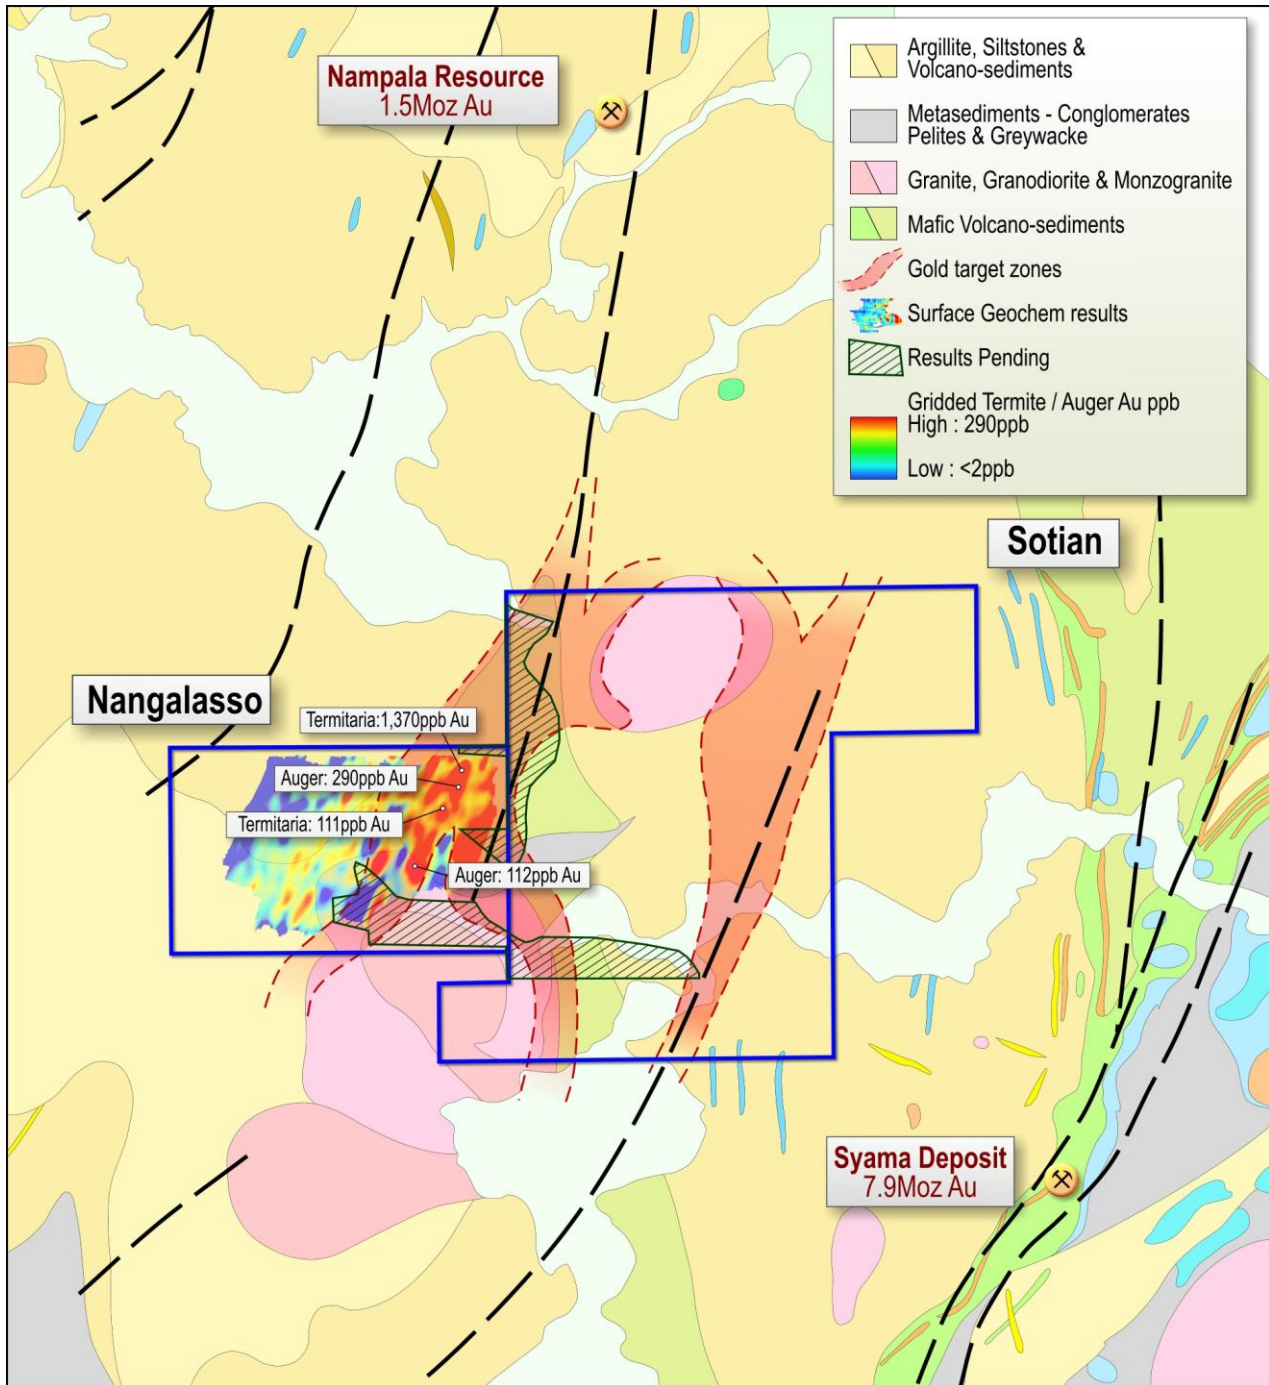 Nampala Resource
1.5Moz Au
Argillite, Siltstones &
Volcano-sediments
Metasediments - Conglomerates
Pelites & Greywacke
Granite, Granodiorite & Monzogranite
Mafic Volcano-sediments
Gold target zones
Surface Geochem results
Results Pending
Gridded Termite / Auger Au ppb
High : 290ppb
Low : <2ppb
Sotian
Nangalasso
Termitaria:1,370ppb Au
Auger: 290ppb Au
Termitaria: 111ppb Au
Auger: 112ppb Au
Syama Deposit
7.9Moz Au